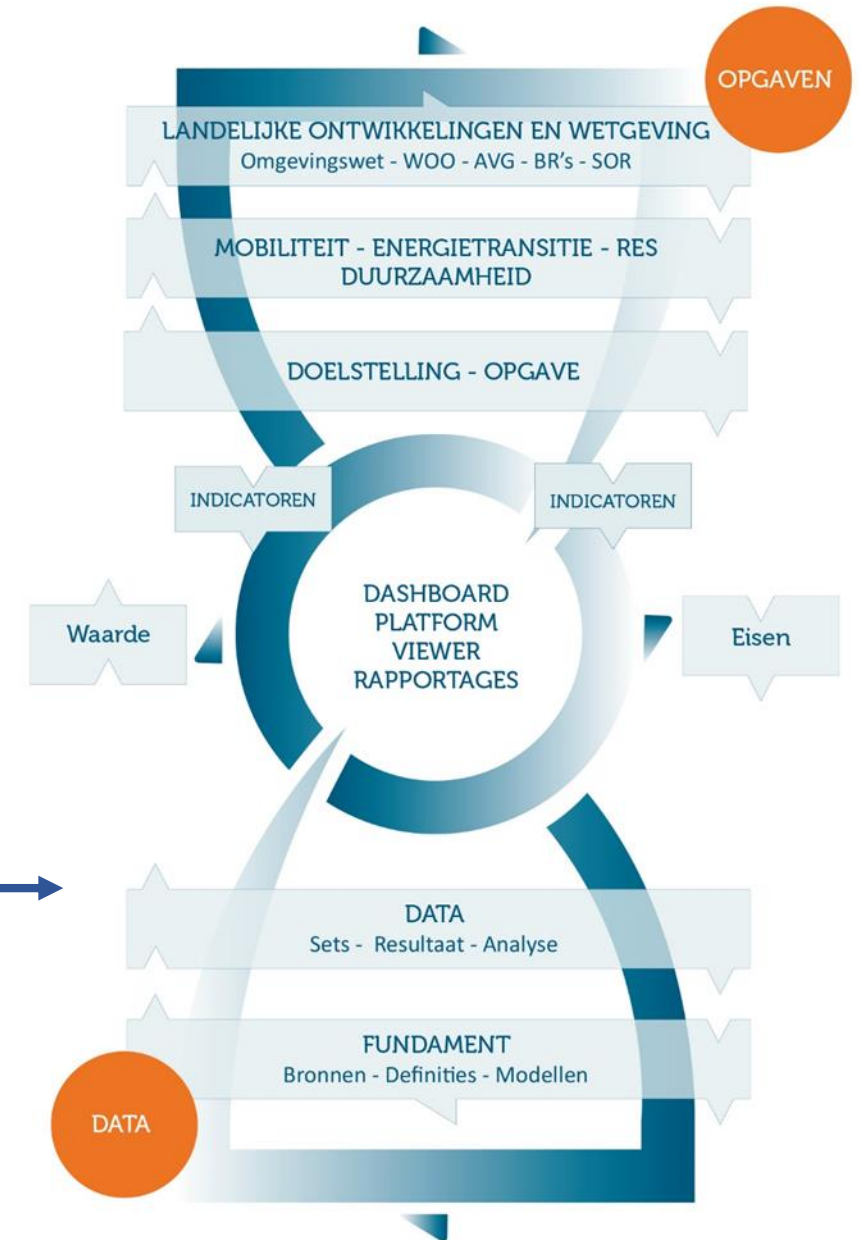 OPGAVEN
LANDELIJKE ONTWIKKELINGEN EN WETGEVING
Omgevingswet - WOO - AVG - BR's - SOR
MOBILITEIT - ENERGIETRANSITIE - RES
DUURZAAMHEID
DOELSTELLING - OPGAVE
INDICATOREN
INDICATOREN
Waarde
DASHBOARD
PLATFORM
VIEWER
RAPPORTAGES
Eisen
DATA
Sets - Resultaat - Analyse
FUNDAMENT
Bronnen - Definities - Modellen
DATA